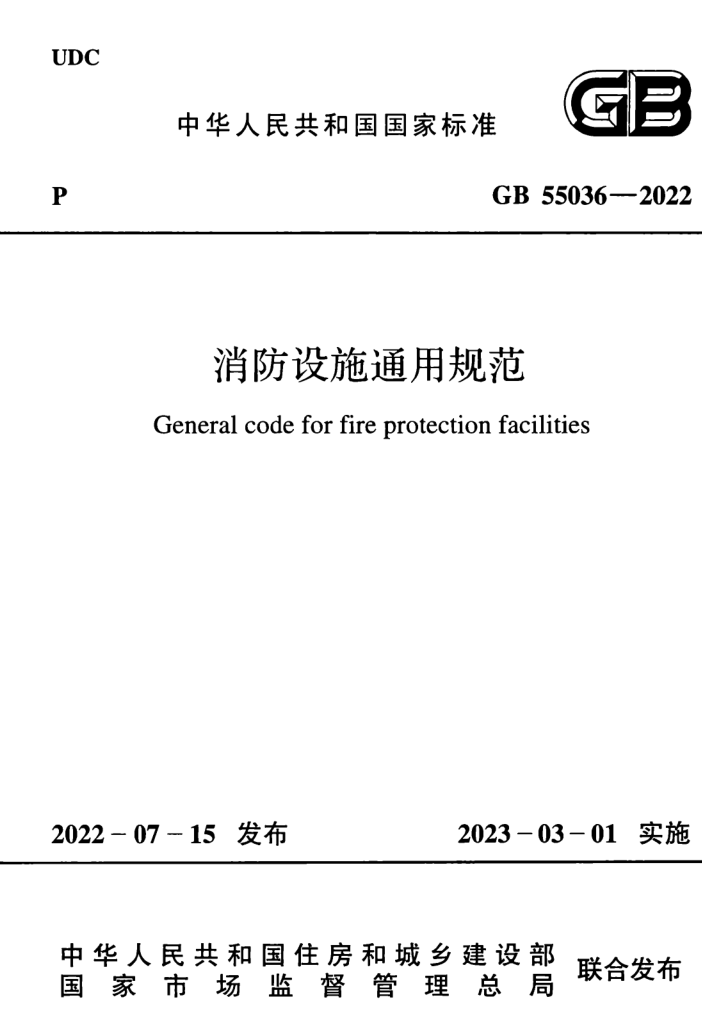 UDC
GB
中华人民共和国国家标准
P
GB 55036—2022
消防设施通用规范
General code for fire protection facilities
2022－07－15 发布
2023－03－01 实施
中华人民共和国住房和城乡建设部
国家市场监督管理总局
联合发布